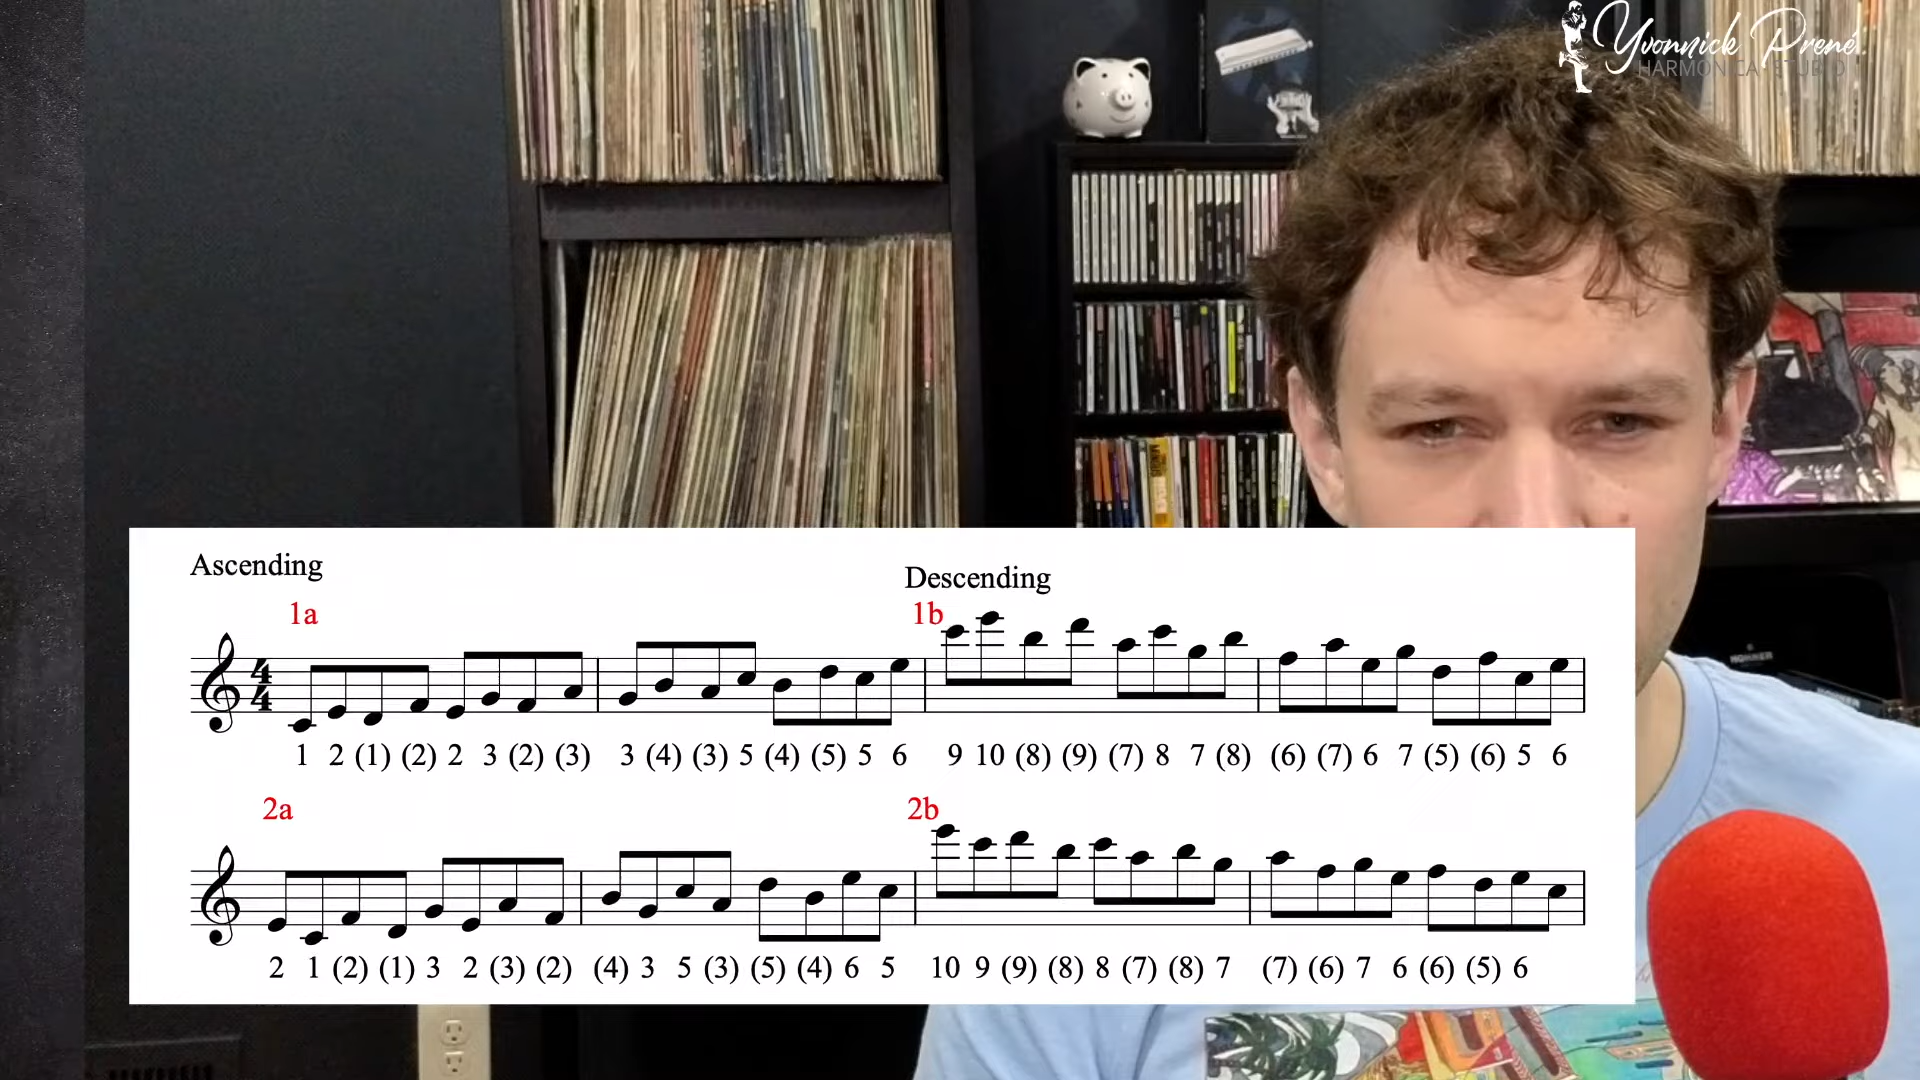 Yvonnick Prené
HARMONICA STUDIO
Ascending
Descending
1a
1b
4
4
1 2 (1) (2) 2 3 (2) (3) 3 (4) (3) 5 (4) (5) 5 6 9 10 (8) (9) (7) 8 7 (8) (6) (7) 6 7 (5) (6) 5 6
2a
2b
2 1 (2) (1) 3 2 (3) (2) (4) 3 5 (3) (5) (4) 6 5 10 9 (9) (8) 8 (7) (8) 7 (7) (6) 7 6 (6) (5) 6
HOHNER